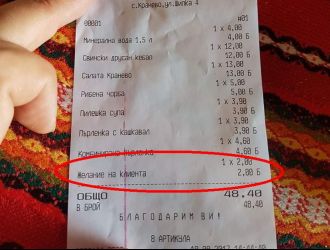 с.Кранево,ул.Шипка 4
00001 #01
1 x 4,00
Минерална вода 1,5 л 4,00 Б
1 x 12,00
Свински друсан кебап 12,00 Б
1 x 13,00
Салата Кранево 13,00 Б
1 x 5,00
Рибена чорба 5,00 Б
1 x 3,90
Пилешка супа 3,90 Б
1 x 3,90
Пърленка с кашкавал 3,90 Б
1 x 4,60
Комбинирана 4,60 Б
1 x 2,00
Желание на клиента 2,00 Б
ОБЩО 48,40
В БРОЙ 48,40
БЛАГОДАРИМ ВИ!
8 АРТИКУЛА